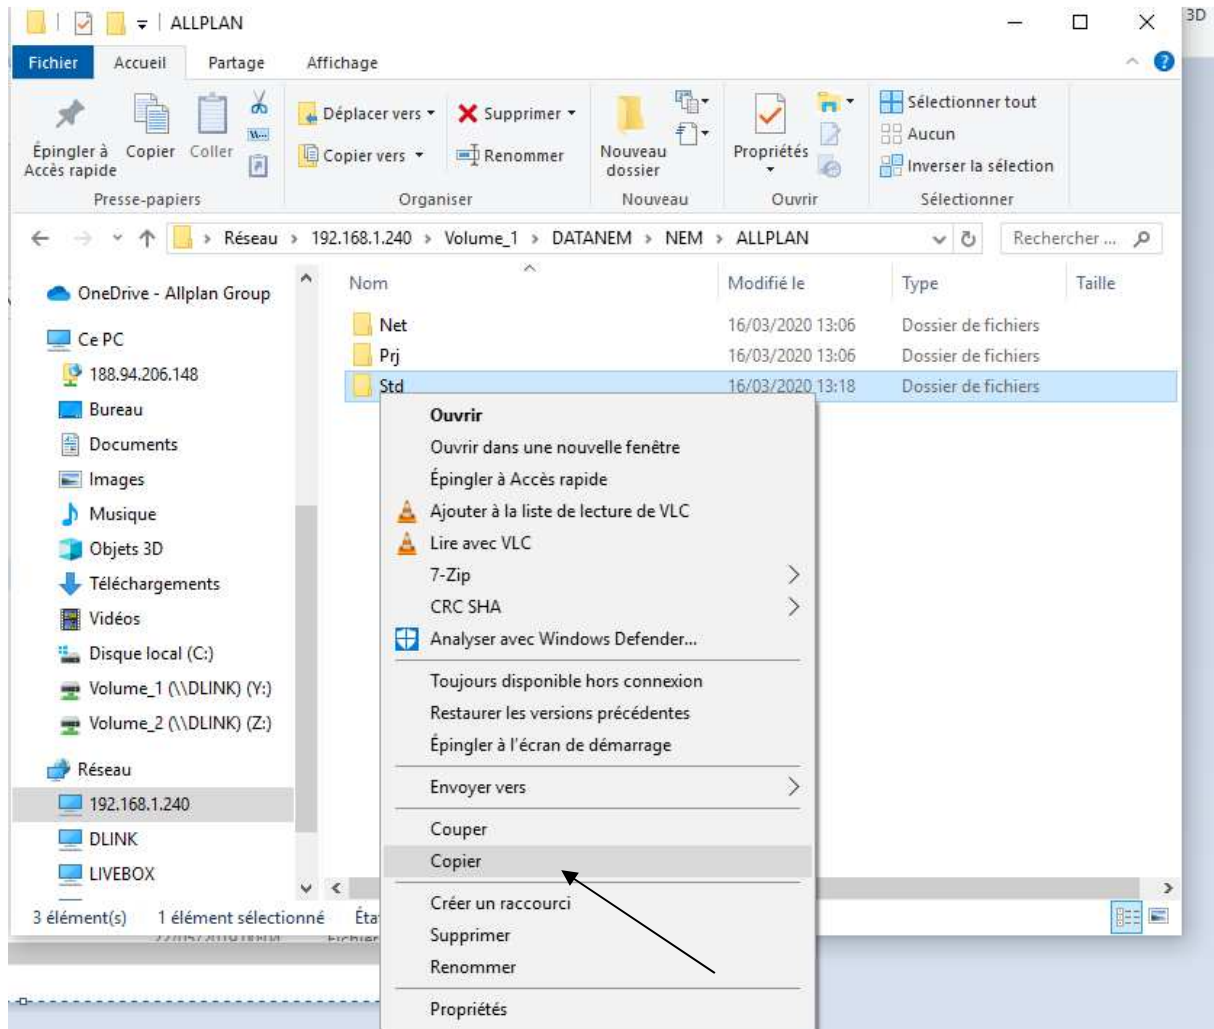 ALLPLAN
3D
Fichier Accueil Partage Affichage
Épingler à Accès rapide
Copier
Coller
Déplacer vers
Copier vers
Supprimer
Renommer
Nouveau dossier
Propriétés
Sélectionner tout
Aucun
Inverser la sélection
Presse-papiers Organiser Nouveau Ouvrir Sélectionner
Réseau > 192.168.1.240 > Volume_1 > DATANEM > NEM > ALLPLAN
Rechercher ...
OneDrive - Allplan Group
Ce PC
188.94.206.148
Bureau
Documents
Images
Musique
Objets 3D
Téléchargements
Vidéos
Disque local (C:)
Volume_1 (\\DLINK) (Y:)
Volume_2 (\\DLINK) (Z:)
Réseau
192.168.1.240
DLINK
LIVEBOX
Nom Modifié le Type Taille
Net 16/03/2020 13:06 Dossier de fichiers
Prj 16/03/2020 13:06 Dossier de fichiers
Std 16/03/2020 13:18 Dossier de fichiers
Ouvrir
Ouvrir dans une nouvelle fenêtre
Épingler à Accès rapide
Ajouter à la liste de lecture de VLC
Lire avec VLC
7-Zip
CRC SHA
Analyser avec Windows Defender...
Toujours disponible hors connexion
Restaurer les versions précédentes
Épingler à l'écran de démarrage
Envoyer vers
Couper
Copier
Créer un raccourci
Supprimer
Renommer
Propriétés
3 élément(s) 1 élément sélectionné